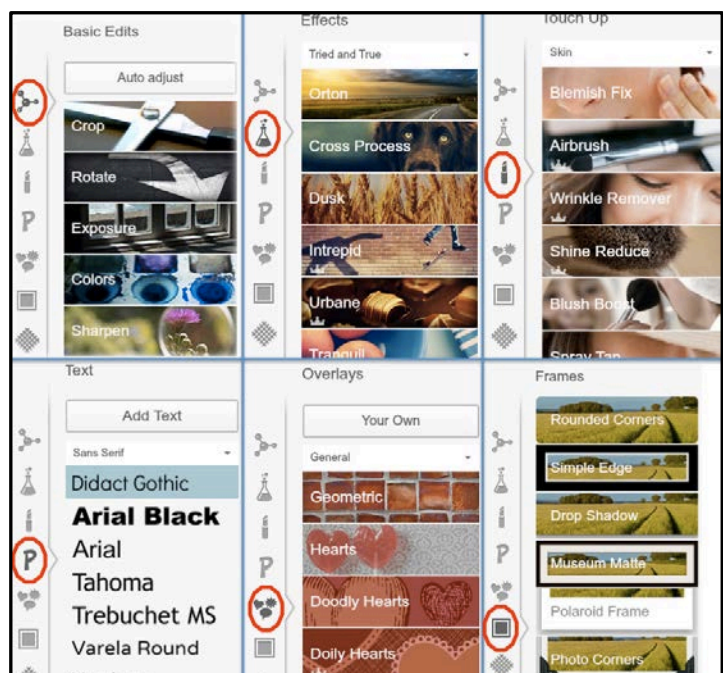 Basic Edits
Auto adjust
Crop
Rotate
Exposure
Colors
Sharpen
Effects
Tried and True
Orton
Cross Process
Dusk
Intrepid
Urbane
Tranquil
Touch Up
Skin
Blemish Fix
Airbrush
Wrinkle Remover
Shine Reduce
Blush Boost
Spray Tan
Text
Add Text
Sans Serif
Didact Gothic
Arial Black
Arial
Tahoma
Trebuchet MS
Varela Round
Overlays
Your Own
General
Geometric
Hearts
Doodly Hearts
Doily Hearts
Frames
Rounded Corners
Simple Edge
Drop Shadow
Museum Matte
Polaroid Frame
Photo Corners